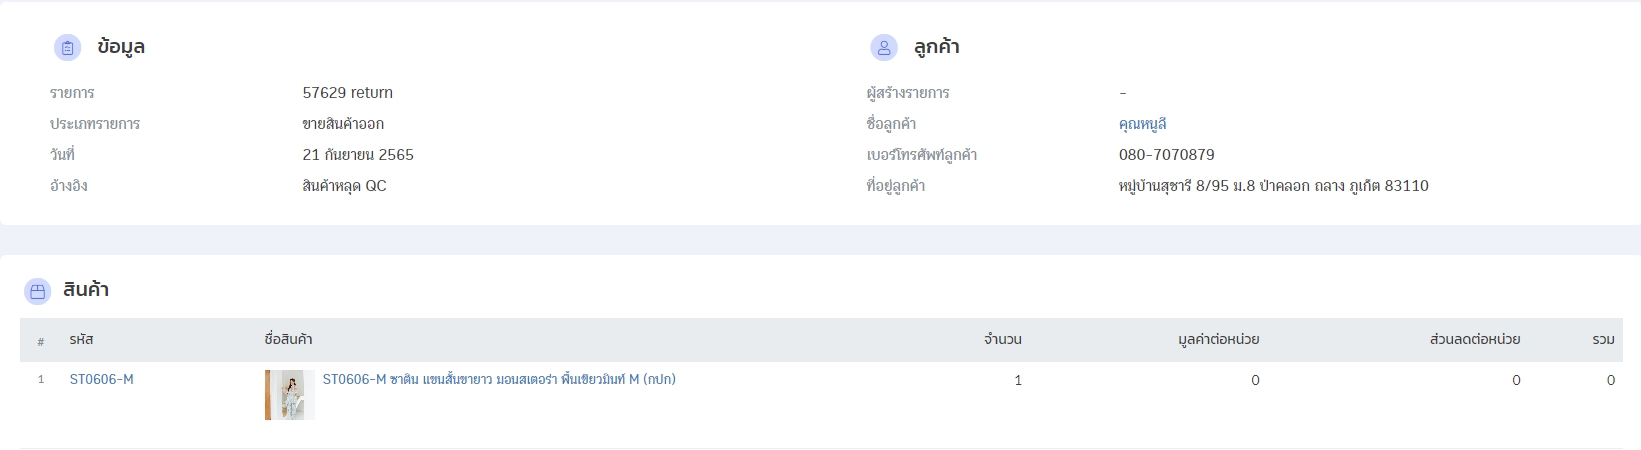 ข้อมูล
รายการ 57629 return
ประเภทรายการ ขายสินค้าออก
วันที่ 21 กันยายน 2565
อ้างอิง สินค้าหลุด QC
ลูกค้า
ผู้สร้างรายการ -
ชื่อลูกค้า คุณหนูลี
เบอร์โทรศัพท์ลูกค้า 080-7070879
ที่อยู่ลูกค้า หมู่บ้านสุชารี 8/95 ม.8 ป่าคลอก ถลาง ภูเก็ต 83110
สินค้า
# รหัส ชื่อสินค้า จำนวน มูลค่าต่อหน่วย ส่วนลดต่อหน่วย รวม
1 ST0606-M ST0606-M ซาติน แขนสั้นขายาว มอนสเตอร่า พื้นเขียวมินท์ M (กปก) 1 0 0 0